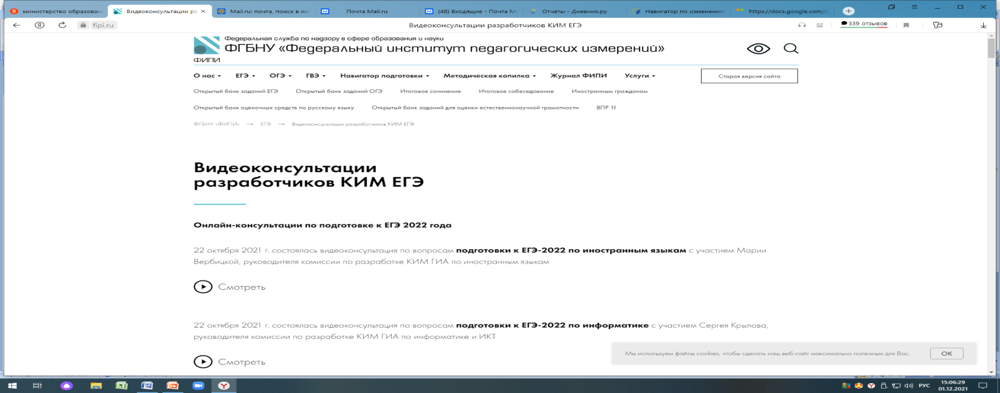 министерство образован
Видеоконсультации ра
Mail.ru: почта, поиск в ин
Почта Mail.ru
(48) Входящие - Почта Ma
Отчеты - Дневник.ру
Навигатор по изменения
https://docs.google.com/s
fipi.ru
Видеоконсультации разработчиков КИМ ЕГЭ
339 отзывов
Федеральная служба по надзору в сфере образования и науки
ФГБНУ «Федеральный институт педагогических измерений»
ФИПИ
О нас
ЕГЭ
ОГЭ
ГВЭ
Навигатор подготовки
Методическая копилка
Журнал ФИПИ
Услуги
Старая версия сайта
Открытый банк заданий ЕГЭ
Открытый банк заданий ОГЭ
Итоговое сочинение
Итоговое собеседование
Иностранным гражданам
Открытый банк оценочных средств по русскому языку
Открытый банк заданий для оценки естественнонаучной грамотности
ВПР 11
ФГБНУ «ФИПИ» → ЕГЭ → Видеоконсультации разработчиков КИМ ЕГЭ
Видеоконсультации
разработчиков КИМ ЕГЭ
Онлайн-консультации по подготовке к ЕГЭ 2022 года
22 октября 2021 г. состоялась видеоконсультация по вопросам подготовки к ЕГЭ-2022 по иностранным языкам с участием Марии
Вербицкой, руководителя комиссии по разработке КИМ ГИА по иностранным языкам
Смотреть
22 октября 2021 г. состоялась видеоконсультация по вопросам подготовки к ЕГЭ-2022 по информатике с участием Сергея Крылова,
руководителя комиссии по разработке КИМ ГИА по информатике и ИКТ
Смотреть
Мы используем файлы cookies, чтобы сделать наш веб-сайт максимально полезным для Вас.
OK
РУС
15:06:29
01.12.2021